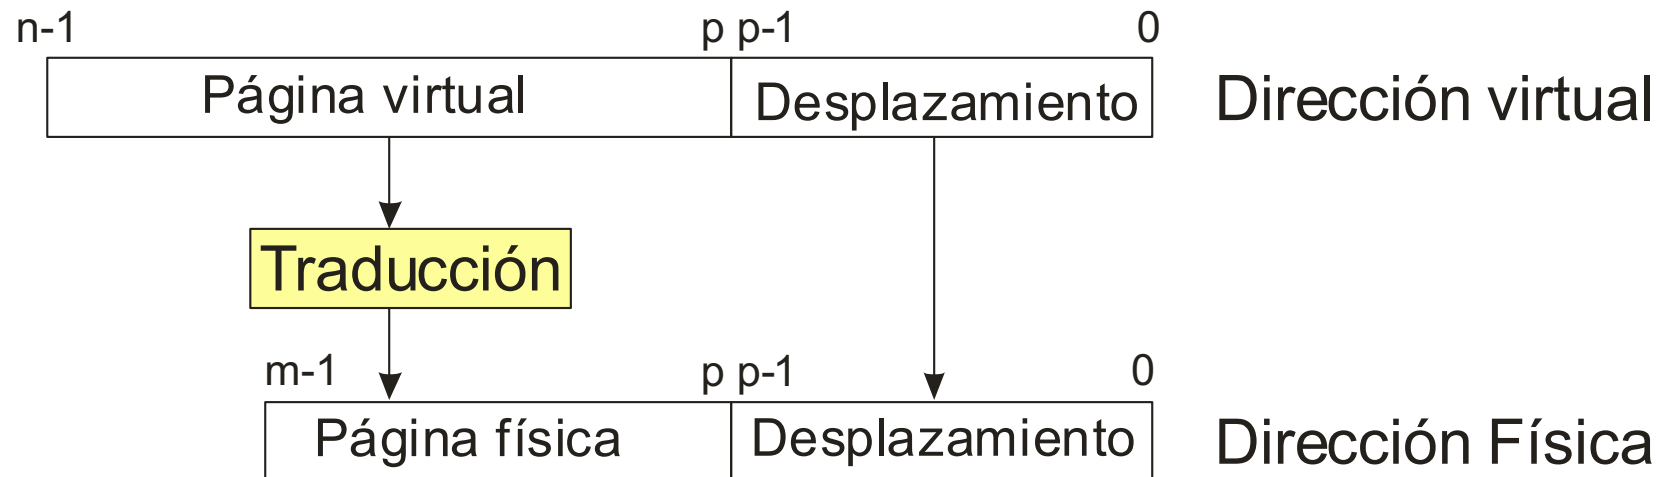 n-1 p p-1 0
Página virtual Desplazamiento Dirección virtual
Traducción
m-1 p p-1 0
Página física Desplazamiento Dirección Física